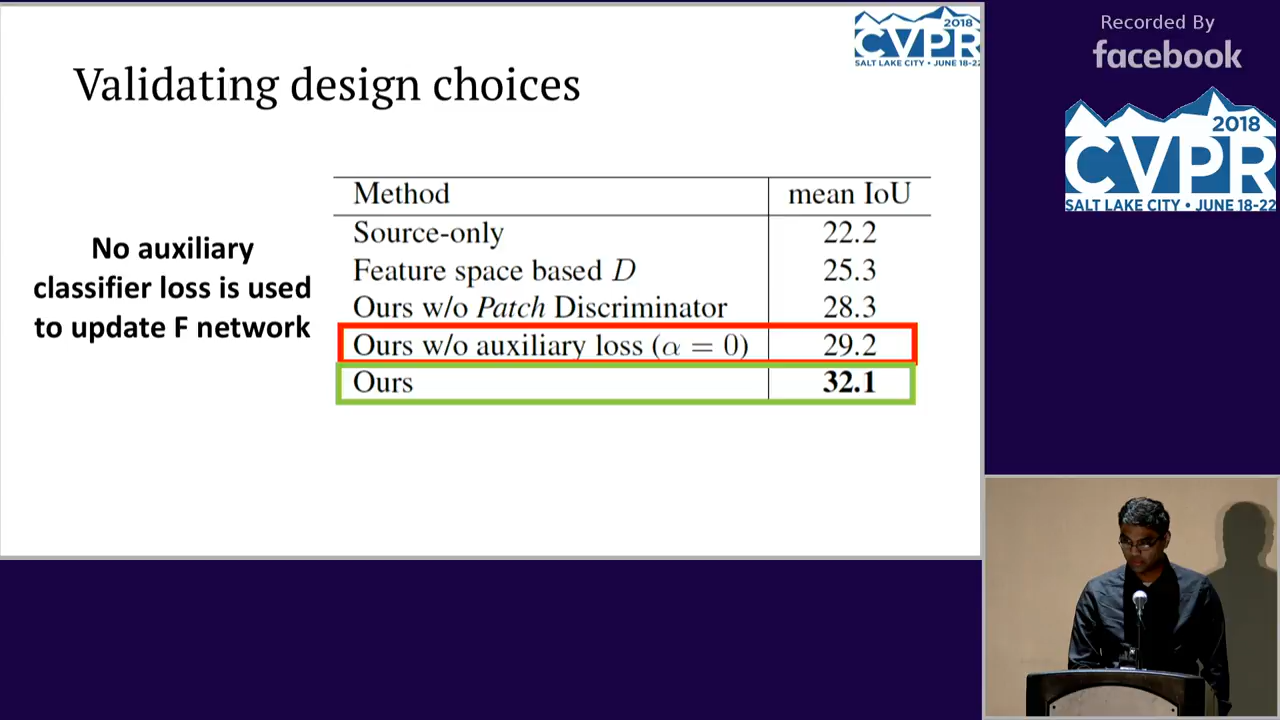 Validating design choices
2018
CVPR
SALT LAKE CITY • JUNE 18-22
Recorded By
facebook
2018
CVPR
SALT LAKE CITY • JUNE 18-22
No auxiliary
classifier loss is used
to update F network
Method mean IoU
Source-only 22.2
Feature space based D 25.3
Ours w/o Patch Discriminator 28.3
Ours w/o auxiliary loss (α = 0) 29.2
Ours 32.1